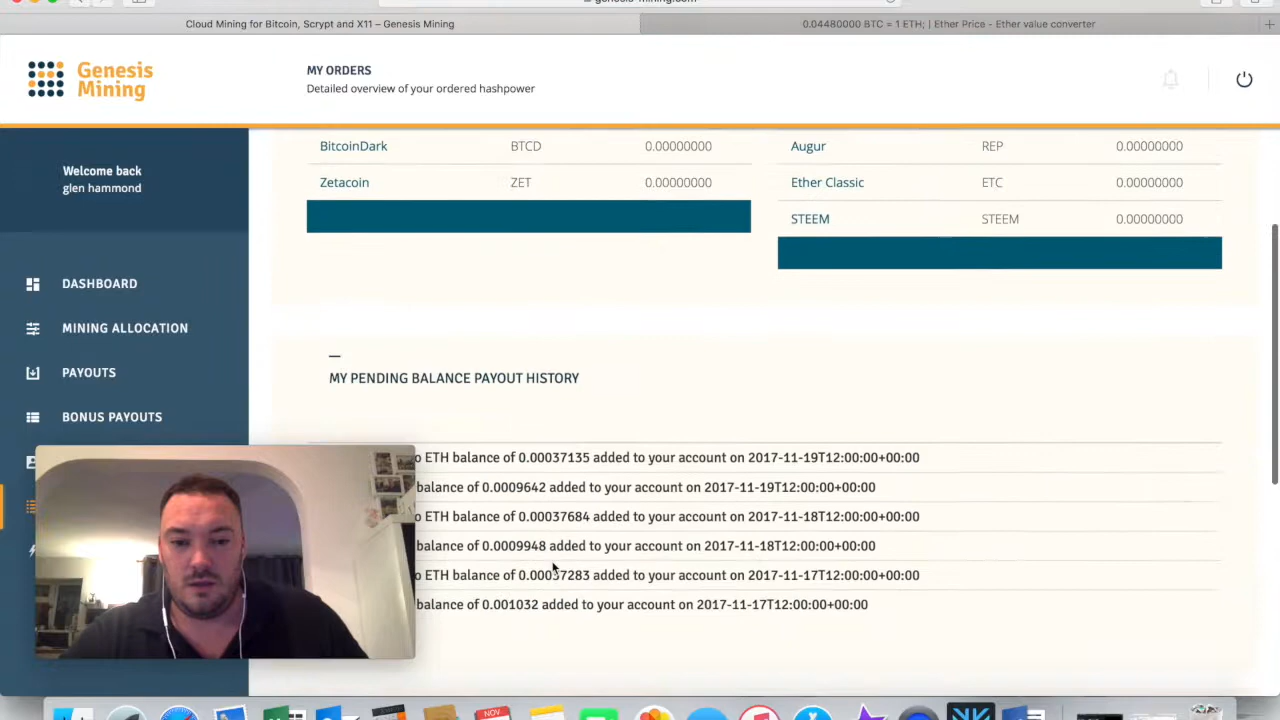 Cloud Mining for Bitcoin, Scrypt and X11 – Genesis Mining
0.04480000 BTC = 1 ETH; | Ether Price - Ether value converter
Genesis
Mining
MY ORDERS
Detailed overview of your ordered hashpower
Welcome back
glen hammond
DASHBOARD
MINING ALLOCATION
PAYOUTS
BONUS PAYOUTS
BitcoinDark BTCD 0.00000000
Zetacoin ZET 0.00000000
Augur REP 0.00000000
Ether Classic ETC 0.00000000
STEEM STEEM 0.00000000
MY PENDING BALANCE PAYOUT HISTORY
o ETH balance of 0.00037135 added to your account on 2017-11-19T12:00:00+00:00
balance of 0.0009642 added to your account on 2017-11-19T12:00:00+00:00
o ETH balance of 0.00037684 added to your account on 2017-11-18T12:00:00+00:00
balance of 0.0009948 added to your account on 2017-11-18T12:00:00+00:00
o ETH balance of 0.00037283 added to your account on 2017-11-17T12:00:00+00:00
balance of 0.001032 added to your account on 2017-11-17T12:00:00+00:00
NOV